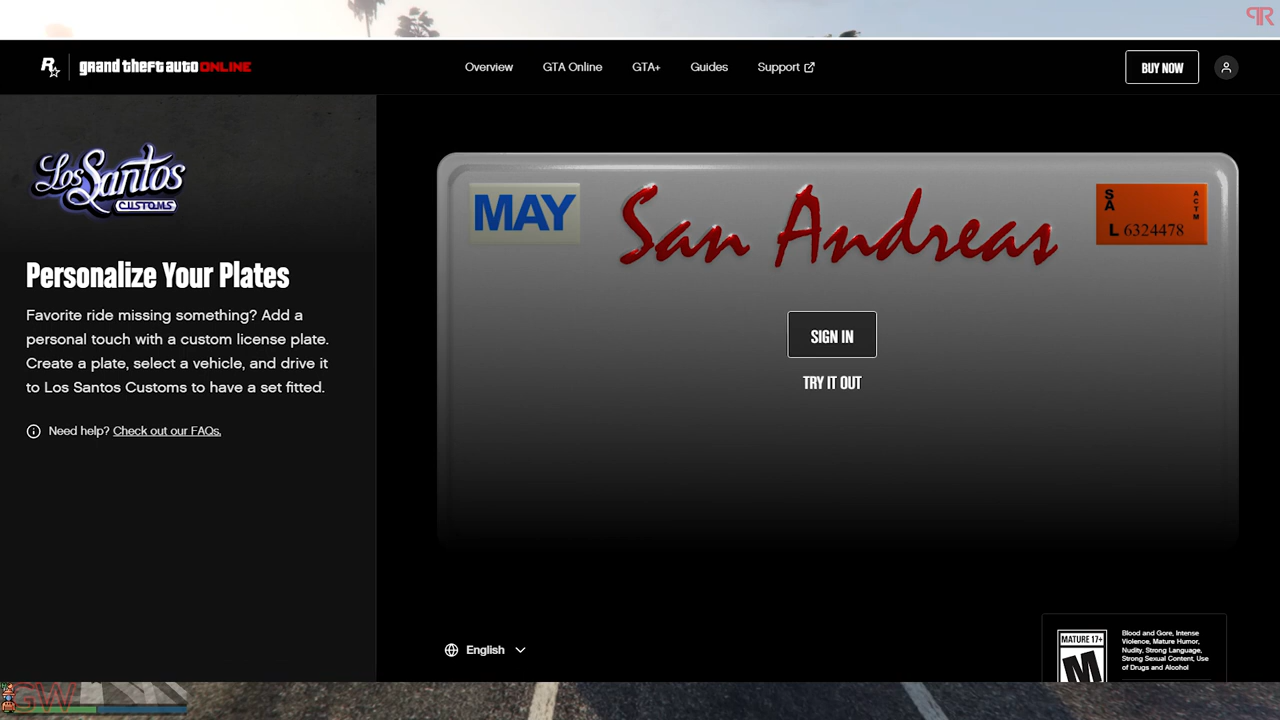 R
grand theft auto ONLINE
Overview
GTA Online
GTA+
Guides
Support
BUY NOW
Los Santos
CUSTOMS
Personalize Your Plates
Favorite ride missing something? Add a
personal touch with a custom license plate.
Create a plate, select a vehicle, and drive it
to Los Santos Customs to have a set fitted.
Need help? Check out our FAQs.
MAY
San Andreas
SA
ACTM
L 6324478
SIGN IN
TRY IT OUT
English
MATURE 17+
M
Blood and Gore, Intense
Violence, Mature Humor,
Nudity, Strong Language,
Strong Sexual Content, Use
of Drugs and Alcohol
GW